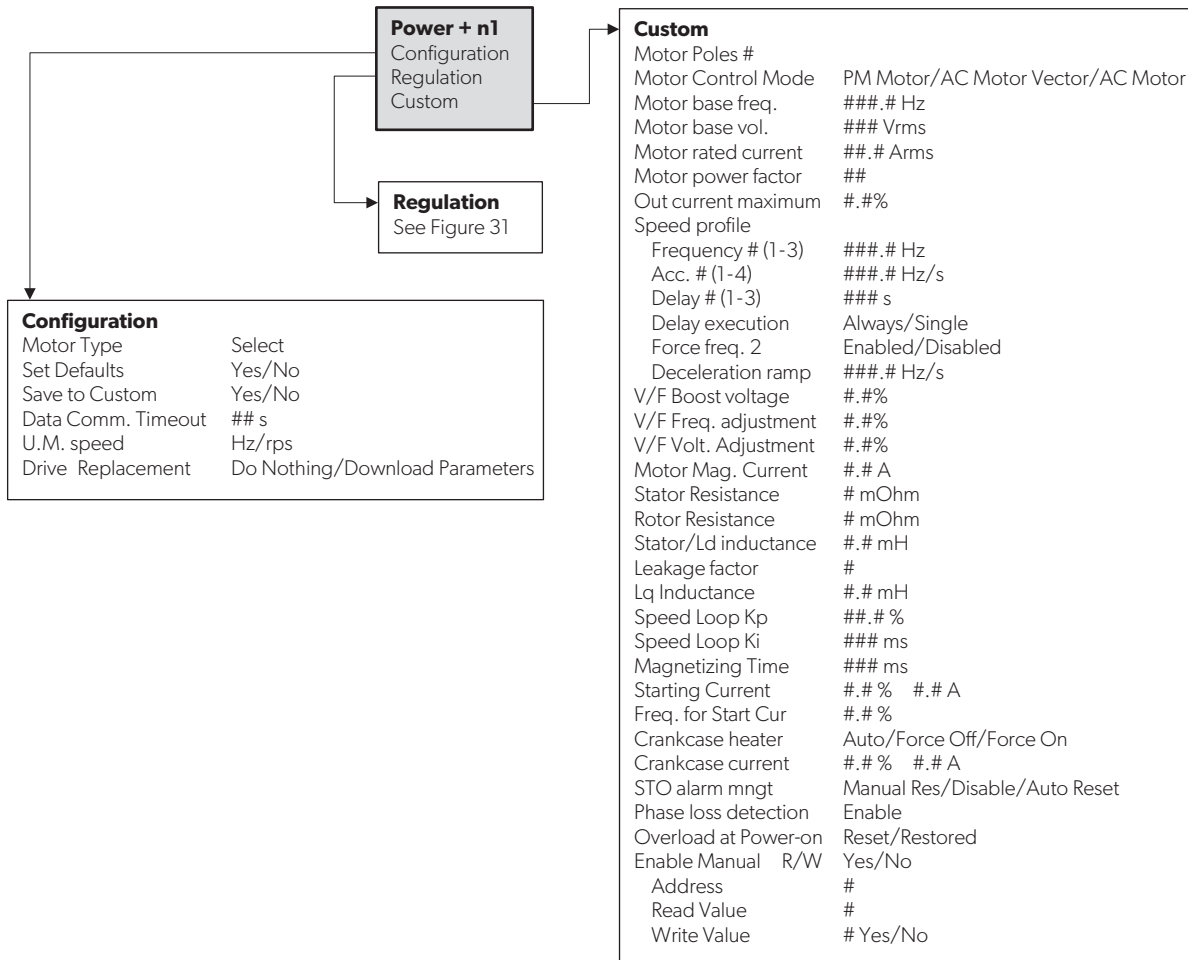 Power + n1
Configuration
Regulation
Custom
Regulation
See Figure 31
Configuration
Motor Type Select
Set Defaults Yes/No
Save to Custom Yes/No
Data Comm. Timeout ## s
U.M. speed Hz/rps
Drive Replacement Do Nothing/Download Parameters
Custom
Motor Poles #
Motor Control Mode PM Motor/AC Motor Vector/AC Motor
Motor base freq. ###.# Hz
Motor base vol. ### Vrms
Motor rated current ##.# Arms
Motor power factor ##
Out current maximum #.#%
Speed profile
Frequency # (1-3) ###.# Hz
Acc. # (1-4) ###.# Hz/s
Delay # (1-3) ### s
Delay execution Always/Single
Force freq. 2 Enabled/Disabled
Deceleration ramp ###.# Hz/s
V/F Boost voltage #.#%
V/F Freq. adjustment #.#%
V/F Volt. Adjustment #.#%
Motor Mag. Current #.# A
Stator Resistance # mOhm
Rotor Resistance # mOhm
Stator/Ld inductance #.# mH
Leakage factor #
Lq Inductance #.# mH
Speed Loop Kp ##.# %
Speed Loop Ki ### ms
Magnetizing Time ### ms
Starting Current #.# % #.# A
Freq. for Start Cur #.# %
Crankcase heater Auto/Force Off/Force On
Crankcase current #.# % #.# A
STO alarm mngt Manual Res/Disable/Auto Reset
Phase loss detection Enable
Overload at Power-on Reset/Restored
Enable Manual R/W Yes/No
Address #
Read Value #
Write Value # Yes/No